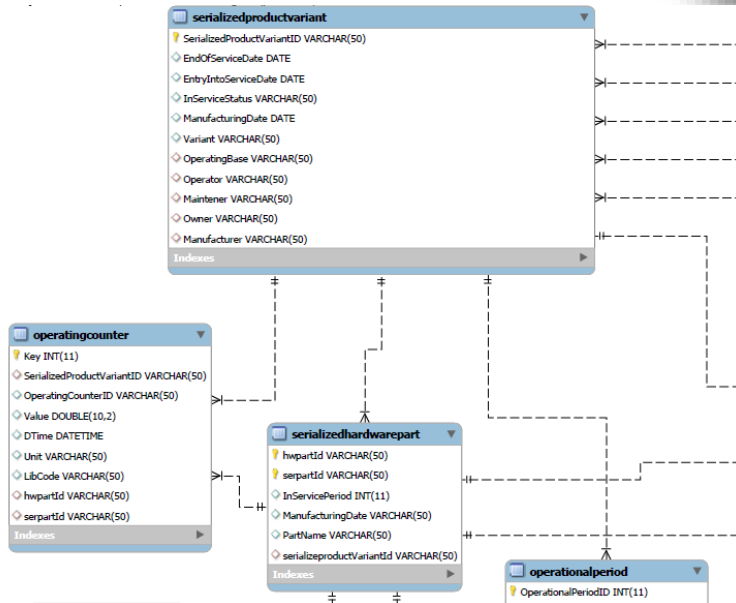 serializedproductvariant
SerializedProductVariantID VARCHAR(50)
EndOfServiceDate DATE
EntryIntoServiceDate DATE
InServiceStatus VARCHAR(50)
ManufacturingDate DATE
Variant VARCHAR(50)
OperatingBase VARCHAR(50)
Operator VARCHAR(50)
Maintener VARCHAR(50)
Owner VARCHAR(50)
Manufacturer VARCHAR(50)
Indexes
operatingcounter
Key INT(11)
SerializedProductVariantID VARCHAR(50)
OperatingCounterID VARCHAR(50)
Value DOUBLE(10,2)
DTime DATETIME
Unit VARCHAR(50)
LibCode VARCHAR(50)
hwpartId VARCHAR(50)
serpartId VARCHAR(50)
Indexes
serializedhardwarepart
hwpartId VARCHAR(50)
serpartId VARCHAR(50)
InServicePeriod INT(11)
ManufacturingDate VARCHAR(50)
PartName VARCHAR(50)
serializeproductVariantId VARCHAR(50)
Indexes
operationalperiod
OperationalPeriodID INT(11)